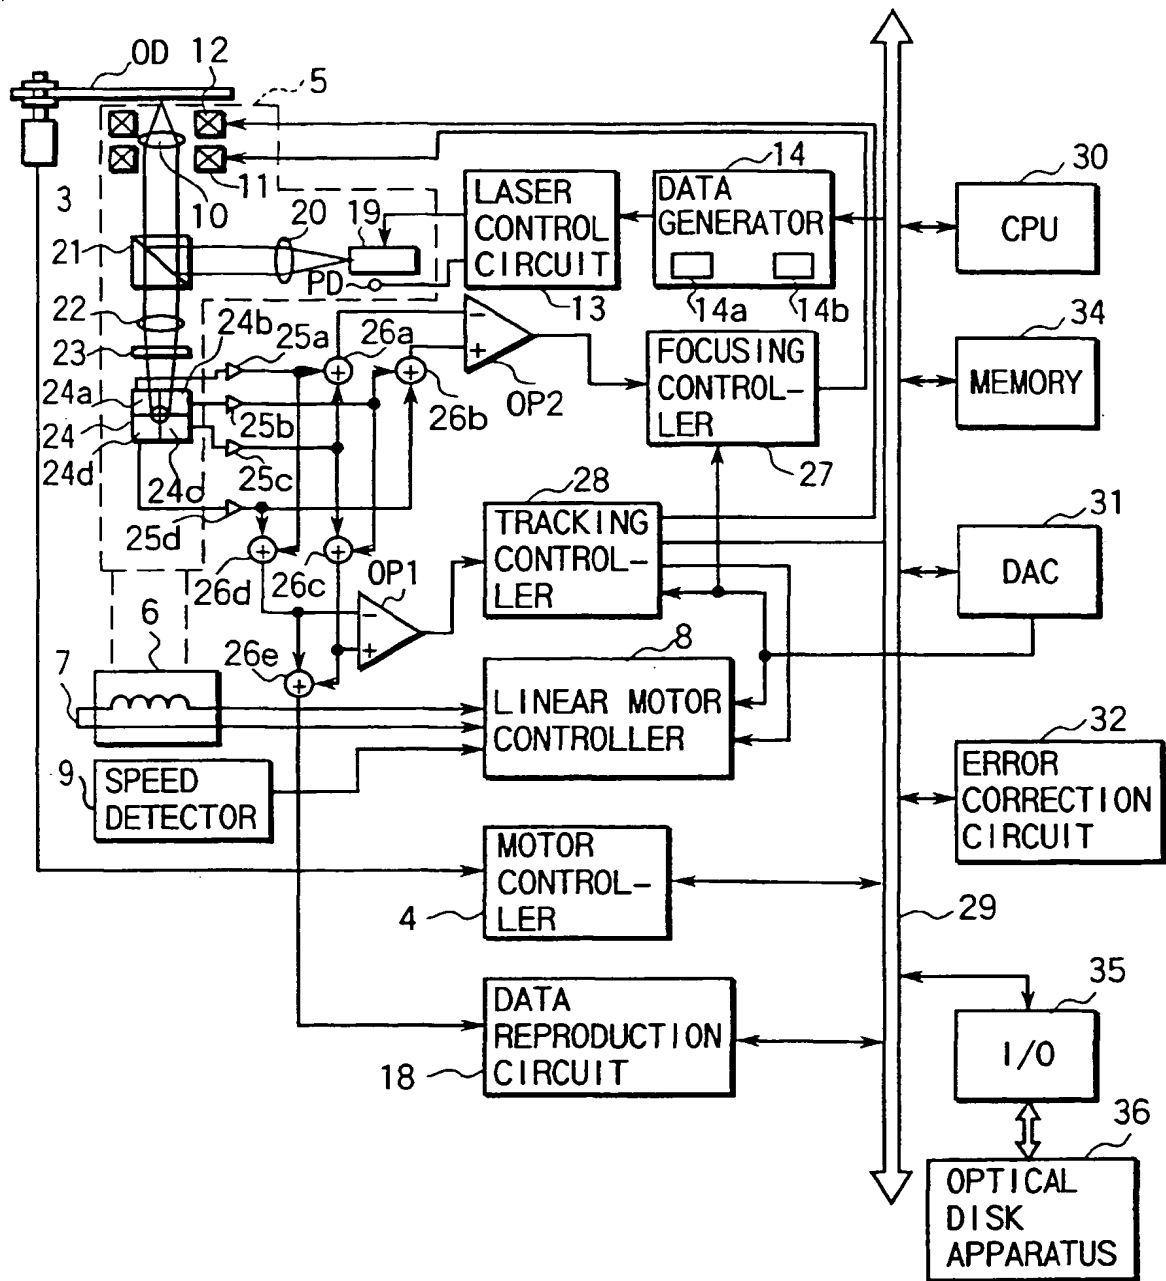 OD
12
5
3
10
11
21
20
19
PD
LASER
CONTROL
CIRCUIT
13
14
DATA
GENERATOR
14a
14b
30
CPU
22
23
24b
25a
26a
24a
24
24d
24c
25b
25c
25d
26b
OP2
FOCUSING
CONTROL-
LER
27
34
MEMORY
28
TRACKING
CONTROL-
LER
31
DAC
26d
26c
OP1
26e
6
7
8
LINEAR MOTOR
CONTROLLER
9
SPEED
DETECTOR
32
ERROR
CORRECTION
CIRCUIT
MOTOR
CONTROL-
LER
4
29
DATA
REPRODUCTION
CIRCUIT
18
35
I/O
36
OPTICAL
DISK
APPARATUS